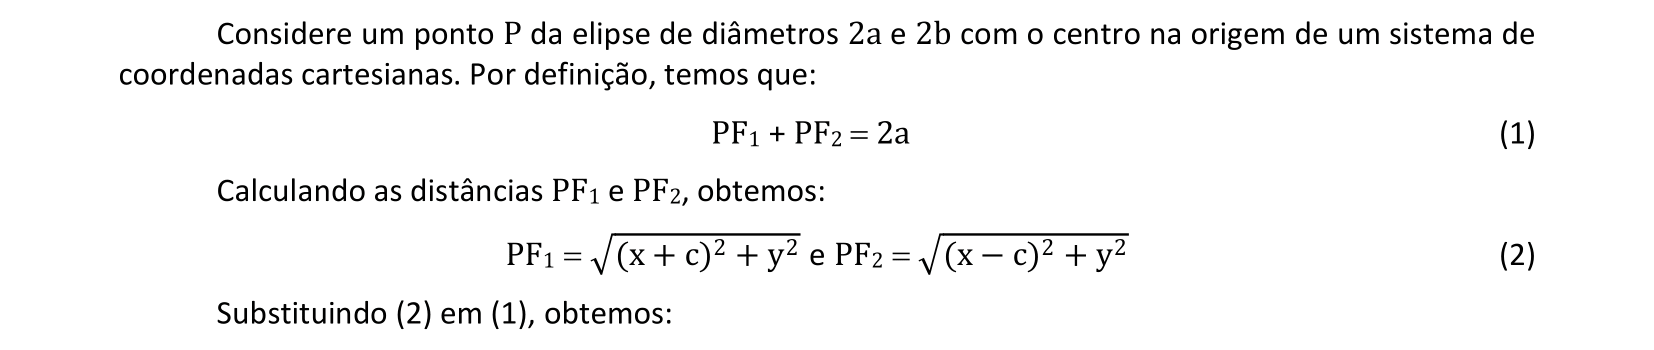 Considere um ponto P da elipse de diâmetros 2a e 2b com o centro na origem de um sistema de
coordenadas cartesianas. Por definição, temos que:
PF₁ + PF₂ = 2a (1)
Calculando as distâncias PF₁ e PF₂, obtemos:
PF₁ = √(x + c)² + y² e PF₂ = √(x − c)² + y² (2)
Substituindo (2) em (1), obtemos: